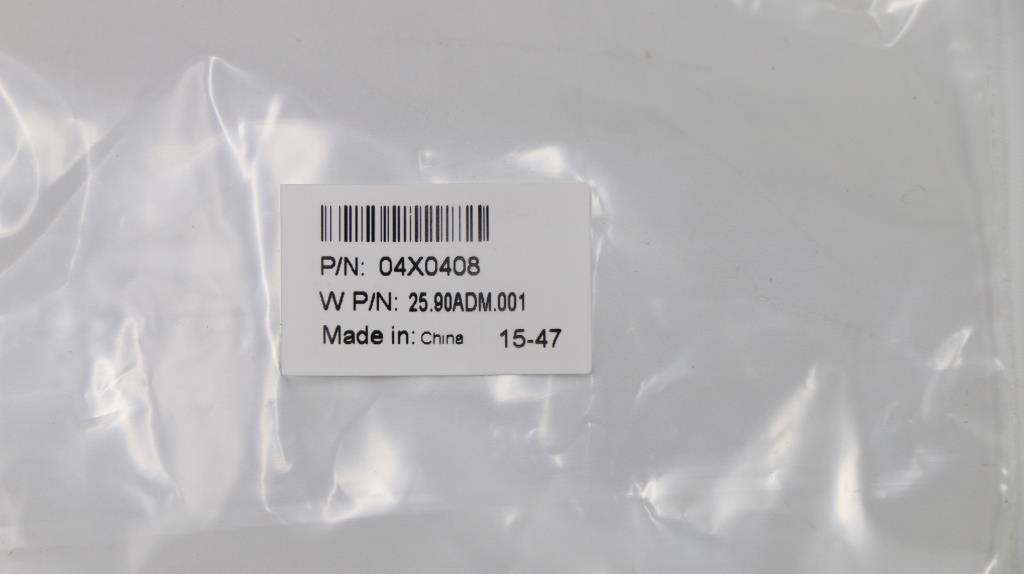 P/N: 04X0408
W P/N: 25.90ADM.001
Made in: China 15-47